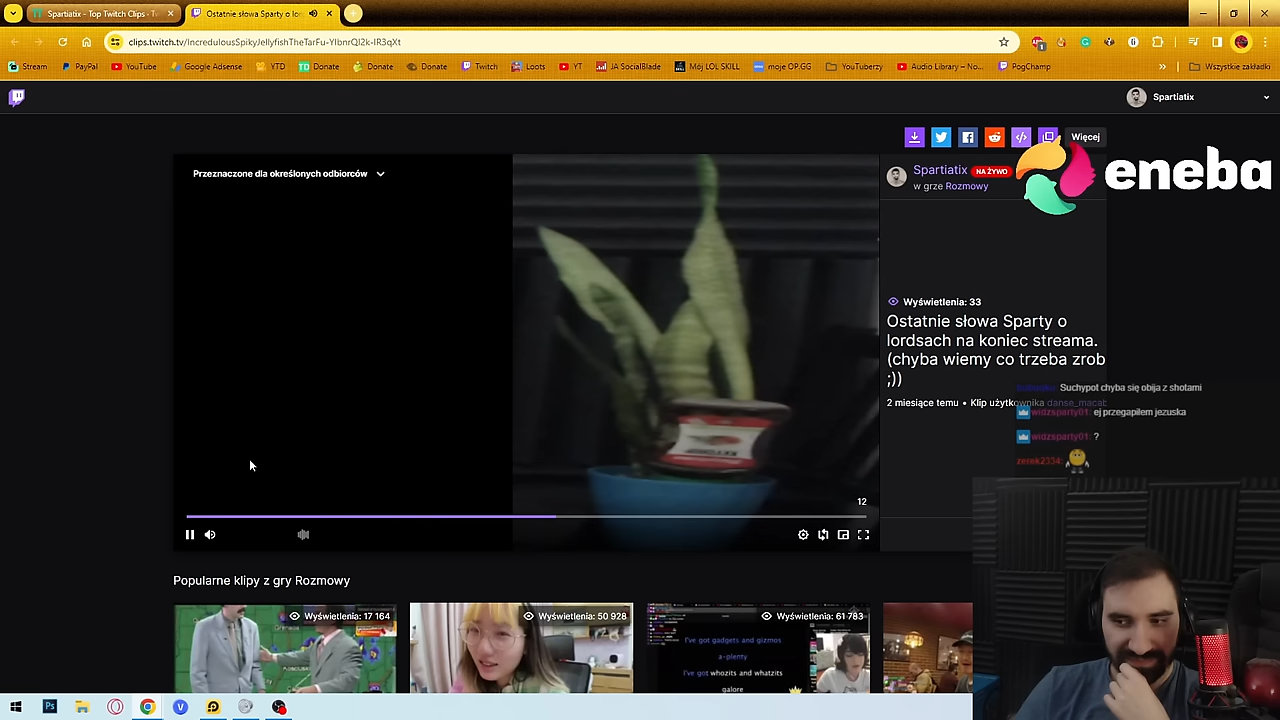 Spartiatix - Top Twitch Clips - T
Ostatnie słowa Sparty o lor
clips.twitch.tv/IncredulousSpikyJellyfishTheTarFu-YIbnrQI2k-IR3qXt
Stream
PayPal
YouTube
Google Adsense
YTD
Donate
Donate
Donate
Twitch
Loots
YT
JA SocialBlade
Mój LOL SKILL
moje OP.GG
YouTuberzy
Audio Library – No...
PogChamp
»
Wszystkie zakładki
Spartiatix
Więcej
eneba
Przeznaczone dla określonych odbiorców
Spartiatix NA ŻYWO
w grze Rozmowy
Wyświetlenia: 33
Ostatnie słowa Sparty o
lordsach na koniec streama.
(chyba wiemy co trzeba zrob
;))
2 miesiące temu • Klip użytkownika danse_macab
Suchypot chyba się obija z shotami
widzsparty01: ej przegapiłem jezuska
widzsparty01: ?
zerek2334:
12
Popularne klipy z gry Rozmowy
Wyświetlenia: 17 164
Wyświetlenia: 50 928
Wyświetlenia: 61 783
I've got gadgets and gizmos
a-plenty
I've got whozits and whatzits
galore